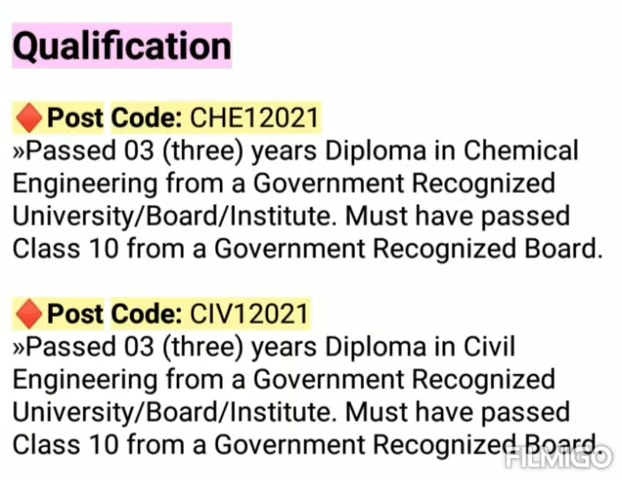 Qualification
🔶Post Code: CHE12021
»Passed 03 (three) years Diploma in Chemical
Engineering from a Government Recognized
University/Board/Institute. Must have passed
Class 10 from a Government Recognized Board.
🔶Post Code: CIV12021
»Passed 03 (three) years Diploma in Civil
Engineering from a Government Recognized
University/Board/Institute. Must have passed
Class 10 from a Government Recognized Board.
FILMIGO